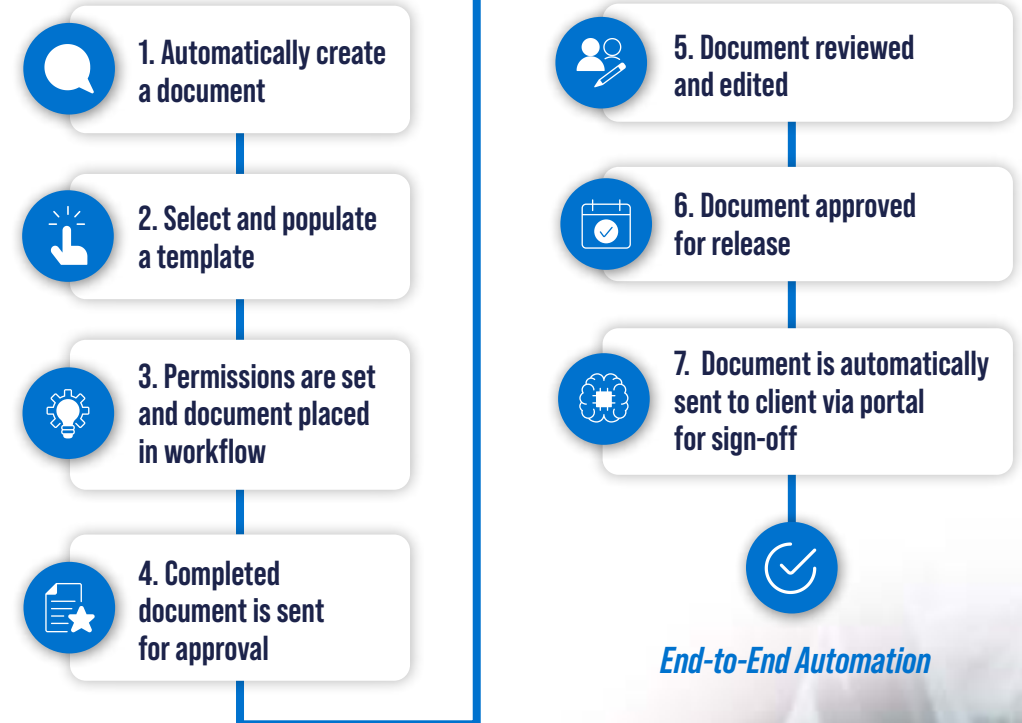 1. Automatically create
a document
2. Select and populate
a template
3. Permissions are set
and document placed
in workflow
4. Completed
document is sent
for approval
5. Document reviewed
and edited
6. Document approved
for release
7. Document is automatically
sent to client via portal
for sign-off
End-to-End Automation